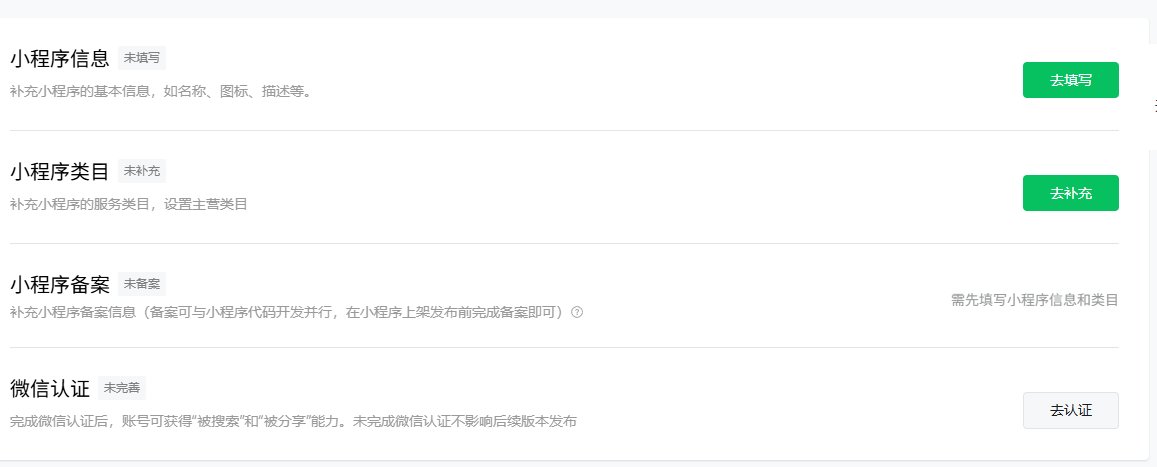 小程序信息 未填写
补充小程序的基本信息，如名称、图标、描述等。
去填写
小程序类目 未补充
补充小程序的服务类目，设置主营类目
去补充
小程序备案 未备案
补充小程序备案信息（备案可与小程序代码开发并行，在小程序上架发布前完成备案即可）
需先填写小程序信息和类目
微信认证 未完善
完成微信认证后，账号可获得“被搜索”和“被分享”能力。未完成微信认证不影响后续版本发布
去认证